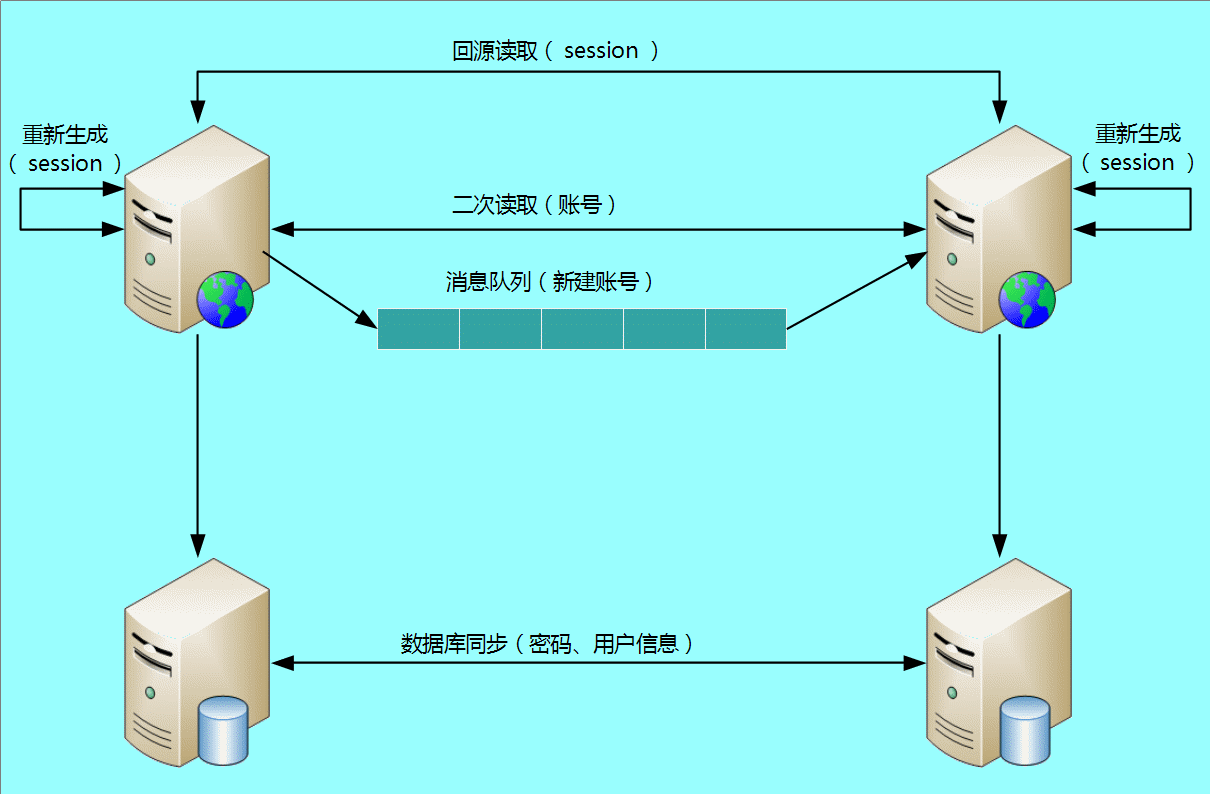 回源读取（ session ）
重新生成
（ session ）
重新生成
（ session ）
二次读取（账号）
消息队列（新建账号）
数据库同步（密码、用户信息）